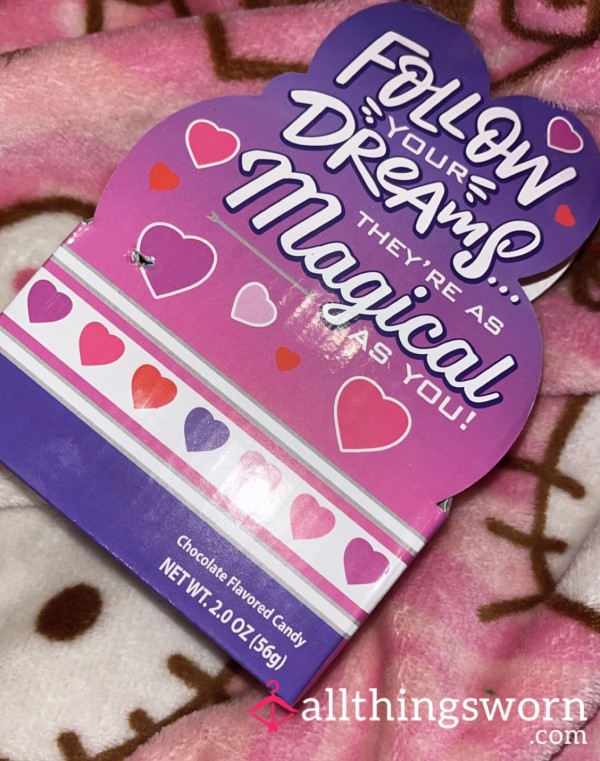 FOLLOW
YOUR
DREAMS...
THEY'RE AS
Magical
AS YOU!
Chocolate Flavored Candy
NET WT. 2.0 OZ (56g)
allthingsworn
.com